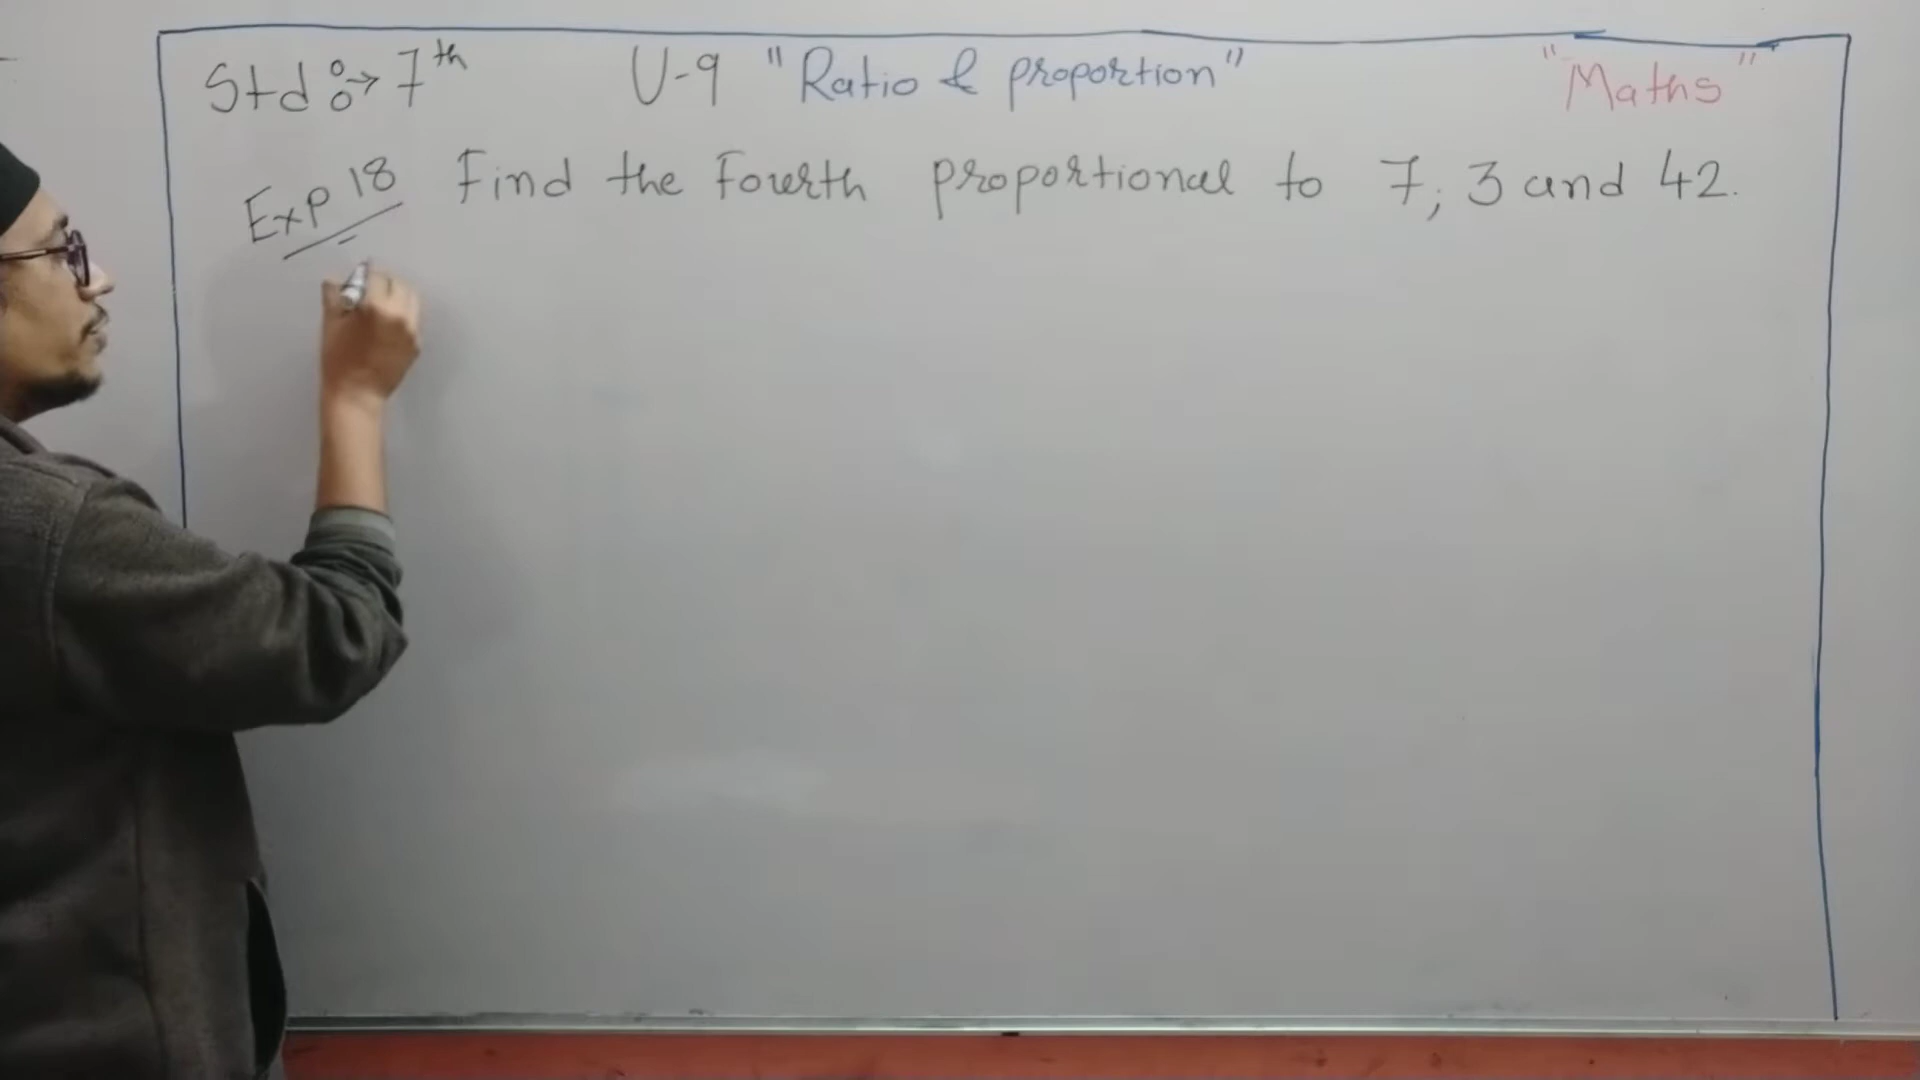 Std :→ 7th U-9 "Ratio & proportion" "Maths"
Exp 18 Find the Fourth proportional to 7, 3 and 42.